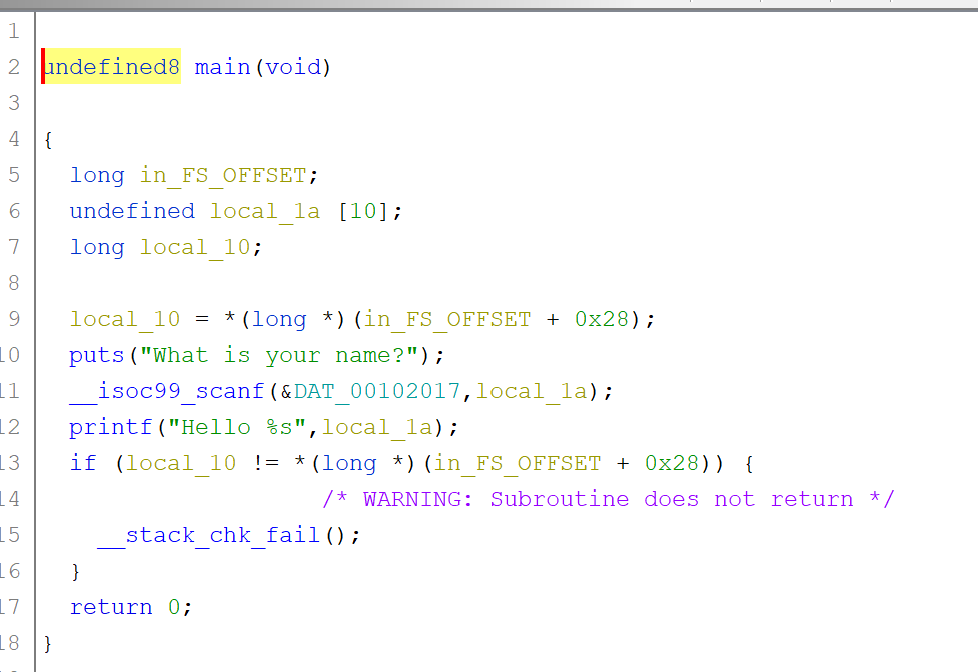 1
2 undefined8 main(void)
3
4 {
5 long in_FS_OFFSET;
6 undefined local_1a [10];
7 long local_10;
8
9 local_10 = *(long *)(in_FS_OFFSET + 0x28);
10 puts("What is your name?");
11 __isoc99_scanf(&DAT_00102017,local_1a);
12 printf("Hello %s",local_1a);
13 if (local_10 != *(long *)(in_FS_OFFSET + 0x28)) {
14 /* WARNING: Subroutine does not return */
15 __stack_chk_fail();
16 }
17 return 0;
18 }